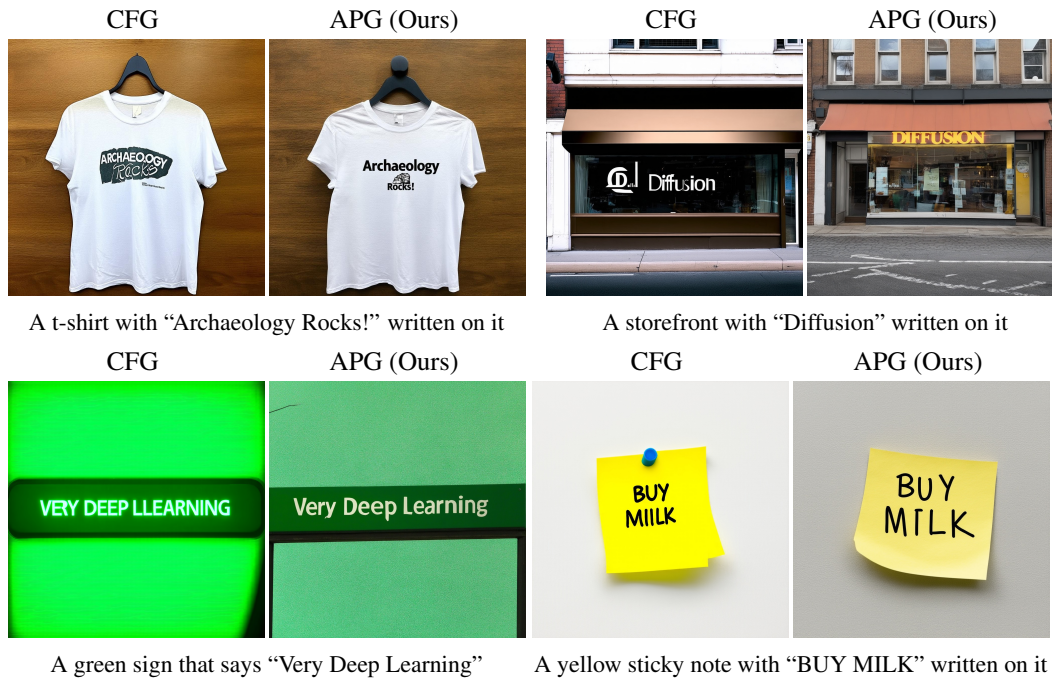 CFG APG (Ours) CFG APG (Ours)
ARCHAEOLOGY
Rocks
Archaeology
Rocks!
Diffusion
DIFFUSION
A t-shirt with “Archaeology Rocks!” written on it
A storefront with “Diffusion” written on it
CFG APG (Ours) CFG APG (Ours)
VERY DEEP LLEARNING
Very Deep Learning
BUY
MIILK
BUY
MILK
A green sign that says “Very Deep Learning”
A yellow sticky note with “BUY MILK” written on it